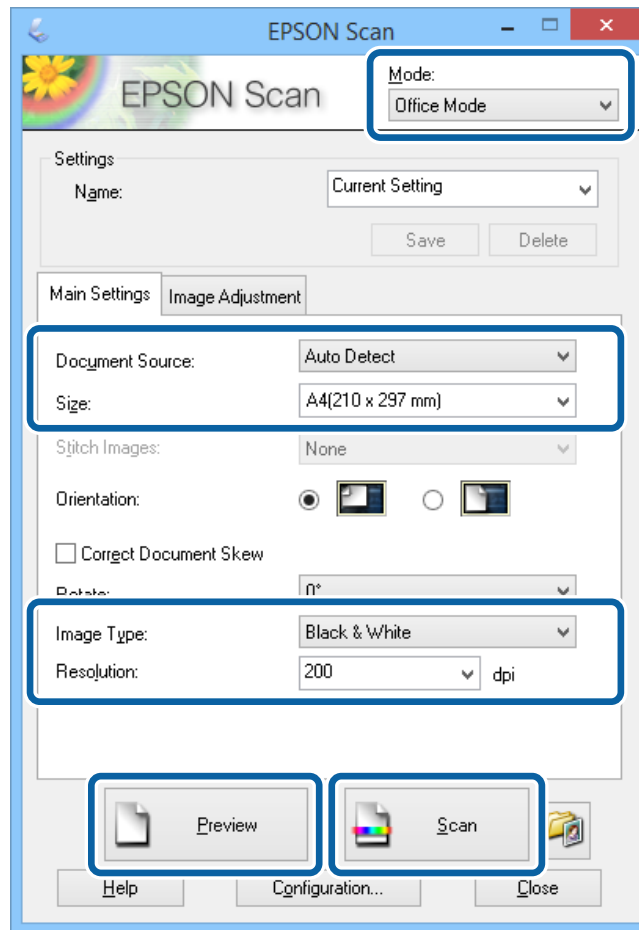 EPSON Scan
EPSON Scan
Mode:
Office Mode
Settings
Name:
Current Setting
Save
Delete
Main Settings
Image Adjustment
Document Source:
Auto Detect
Size:
A4(210 x 297 mm)
Stitch Images:
None
Orientation:
Correct Document Skew
Rotate:
0°
Image Type:
Black & White
Resolution:
200
dpi
Preview
Scan
Help
Configuration...
Close